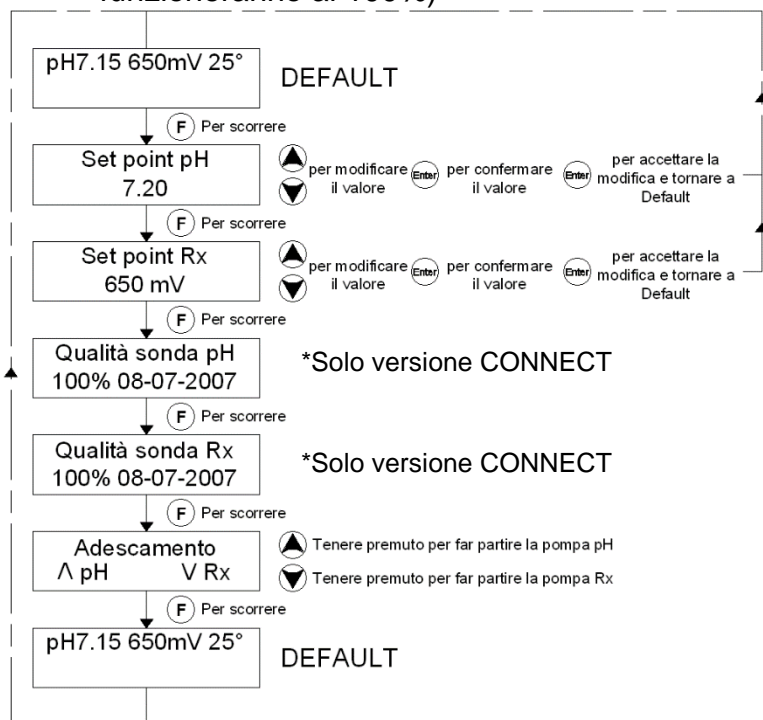 funzioneranno al 100%)
pH7.15 650mV 25°
DEFAULT
F Per scorrere
Set point pH
7.20
per modificare
il valore
Enter
per confermare
il valore
Enter
per accettare la
modifica e tornare a
Default
F Per scorrere
Set point Rx
650 mV
per modificare
il valore
Enter
per confermare
il valore
Enter
per accettare la
modifica e tornare a
Default
F Per scorrere
Qualità sonda pH
100% 08-07-2007
*Solo versione CONNECT
F Per scorrere
Qualità sonda Rx
100% 08-07-2007
*Solo versione CONNECT
F Per scorrere
Adescamento
Λ pH V Rx
Tenere premuto per far partire la pompa pH
Tenere premuto per far partire la pompa Rx
F Per scorrere
pH7.15 650mV 25°
DEFAULT